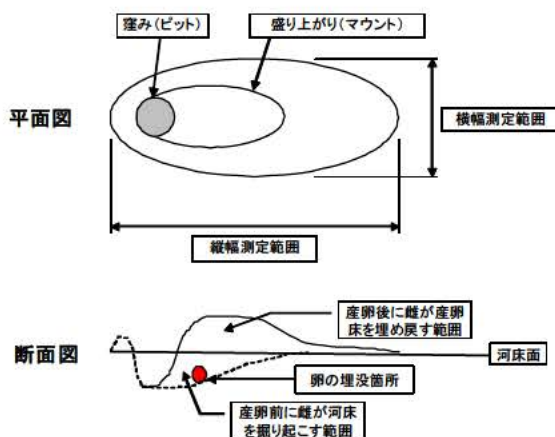 窪み(ピット)
盛り上がり(マウント)
平面図
横幅測定範囲
縦幅測定範囲
産卵後に雌が産卵
床を埋め戻す範囲
断面図
河床面
卵の埋没箇所
産卵前に雌が河床
を掘り起こす範囲